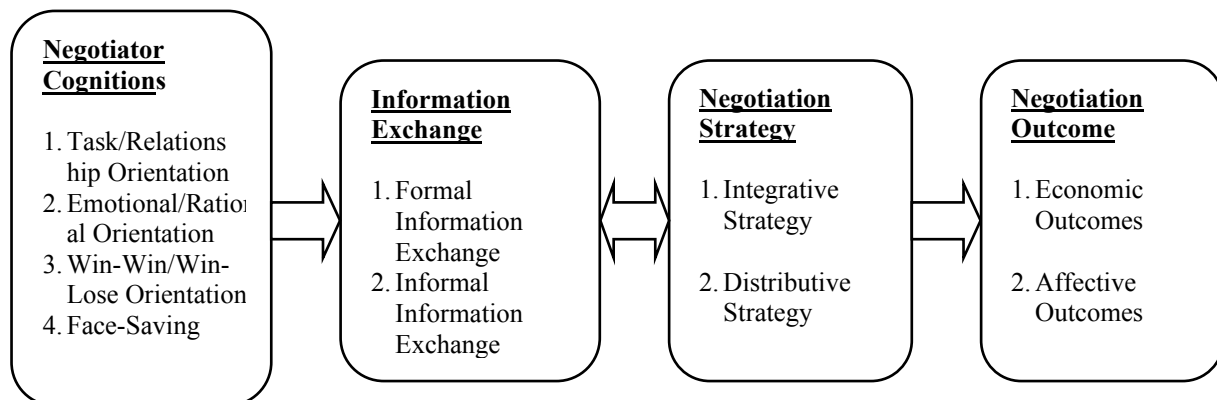 Negotiator
Cognitions
1. Task/Relations
hip Orientation
2. Emotional/Ration
al Orientation
3. Win-Win/Win-
Lose Orientation
4. Face-Saving
Information
Exchange
1. Formal
Information
Exchange
2. Informal
Information
Exchange
Negotiation
Strategy
1. Integrative
Strategy
2. Distributive
Strategy
Negotiation
Outcome
1. Economic
Outcomes
2. Affective
Outcomes